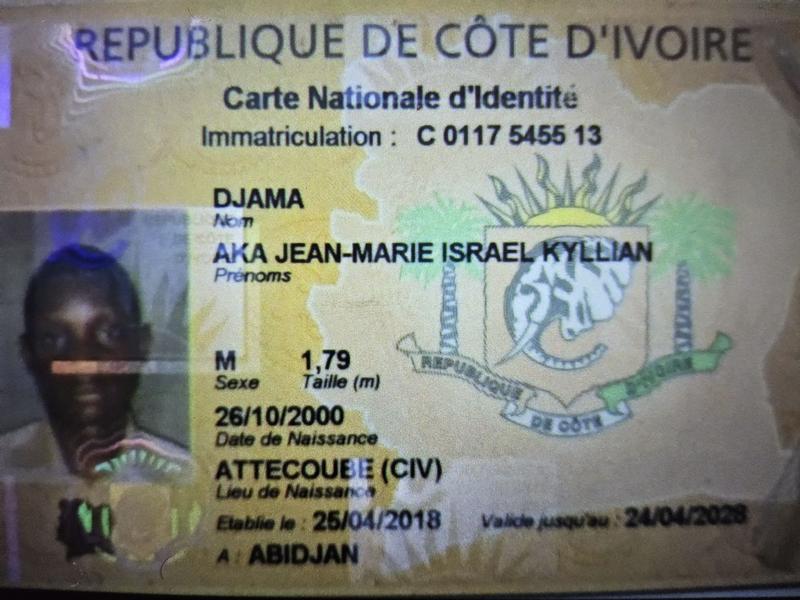 REPUBLIQUE DE CÔTE D'IVOIRE
Carte Nationale d'Identité
Immatriculation : C 0117 5455 13
DJAMA
Nom
AKA JEAN-MARIE ISRAEL KYLLIAN
Prénoms
M 1,79
Sexe Taille (m)
26/10/2000
Date de Naissance
ATTECOUBE (CIV)
Lieu de Naissance
Etablie le : 25/04/2018 Valide jusqu'au : 24/04/2028
A : ABIDJAN
REPUBLIQUE DE CÔTE D'IVOIRE